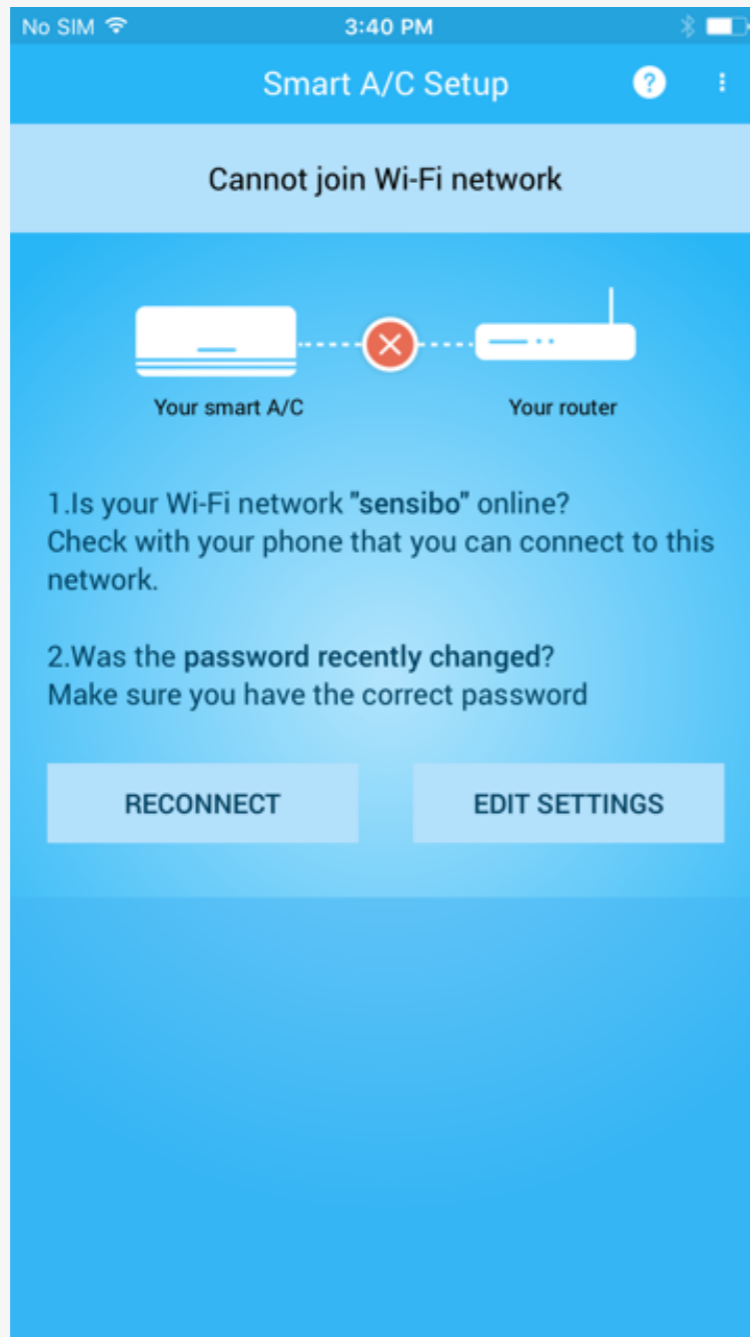 No SIM 3:40 PM
Smart A/C Setup ?
Cannot join Wi-Fi network
Your smart A/C Your router
1.Is your Wi-Fi network "sensibo" online?
Check with your phone that you can connect to this
network.
2.Was the password recently changed?
Make sure you have the correct password
RECONNECT EDIT SETTINGS